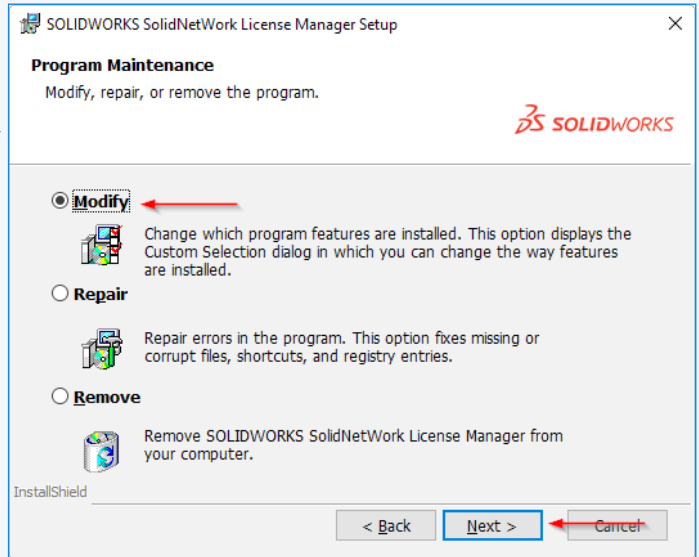 SOLIDWORKS SolidNetWork License Manager Setup
Program Maintenance
Modify, repair, or remove the program.
SOLIDWORKS
Modify
Change which program features are installed. This option displays the
Custom Selection dialog in which you can change the way features
are installed.
Repair
Repair errors in the program. This option fixes missing or
corrupt files, shortcuts, and registry entries.
Remove
Remove SOLIDWORKS SolidNetWork License Manager from
your computer.
InstallShield
< Back Next > Cancel